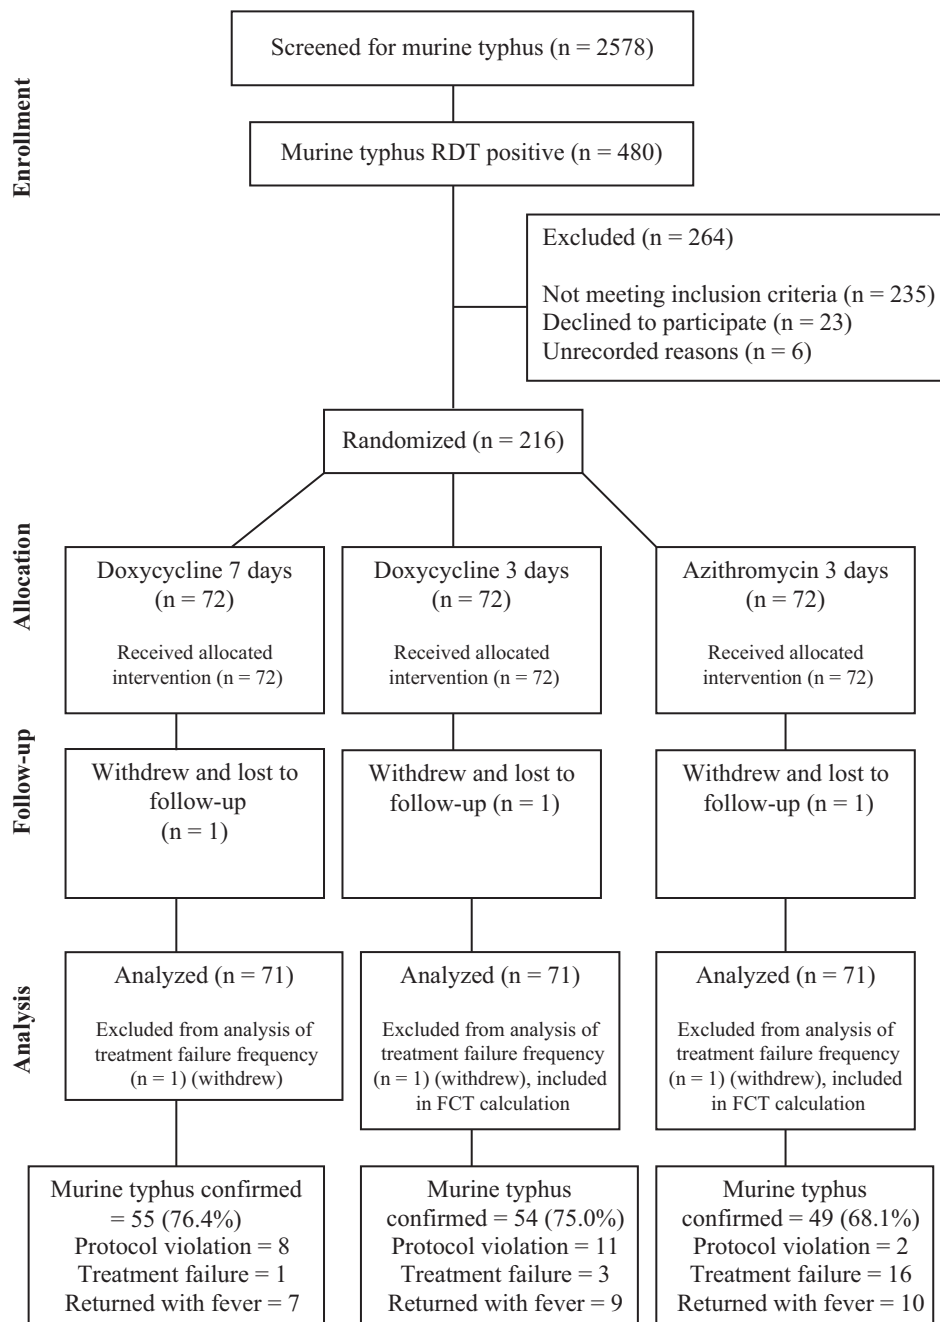 Enrollment
Screened for murine typhus (n = 2578)
Murine typhus RDT positive (n = 480)
Excluded (n = 264)
Not meeting inclusion criteria (n = 235)
Declined to participate (n = 23)
Unrecorded reasons (n = 6)
Randomized (n = 216)
Allocation
Doxycycline 7 days
(n = 72)
Received allocated
intervention (n = 72)
Doxycycline 3 days
(n = 72)
Received allocated
intervention (n = 72)
Azithromycin 3 days
(n = 72)
Received allocated
intervention (n = 72)
Follow-up
Withdrew and lost to
follow-up
(n = 1)
Withdrew and lost to
follow-up (n = 1)
Withdrew and lost to
follow-up (n = 1)
Analysis
Analyzed (n = 71)
Excluded from analysis of
treatment failure frequency
(n = 1) (withdrew)
Analyzed (n = 71)
Excluded from analysis of
treatment failure frequency
(n = 1) (withdrew), included
in FCT calculation
Analyzed (n = 71)
Excluded from analysis of
treatment failure frequency
(n = 1) (withdrew), included
in FCT calculation
Murine typhus confirmed
= 55 (76.4%)
Protocol violation = 8
Treatment failure = 1
Returned with fever = 7
Murine typhus
confirmed = 54 (75.0%)
Protocol violation = 11
Treatment failure = 3
Returned with fever = 9
Murine typhus
confirmed = 49 (68.1%)
Protocol violation = 2
Treatment failure = 16
Returned with fever = 10